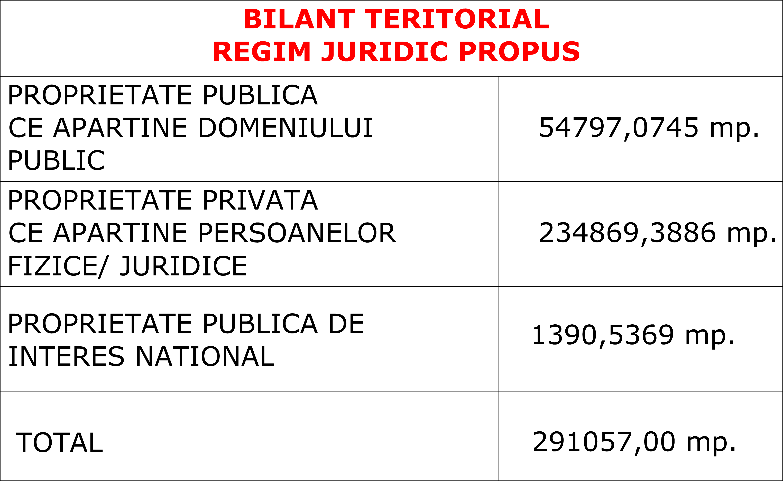 BILANT TERITORIAL
REGIM JURIDIC PROPUS
PROPRIETATE PUBLICA
CE APARTINE DOMENIULUI
PUBLIC
54797,0745 mp.
PROPRIETATE PRIVATA
CE APARTINE PERSOANELOR
FIZICE/ JURIDICE
234869,3886 mp.
PROPRIETATE PUBLICA DE
INTERES NATIONAL
1390,5369 mp.
TOTAL
291057,00 mp.